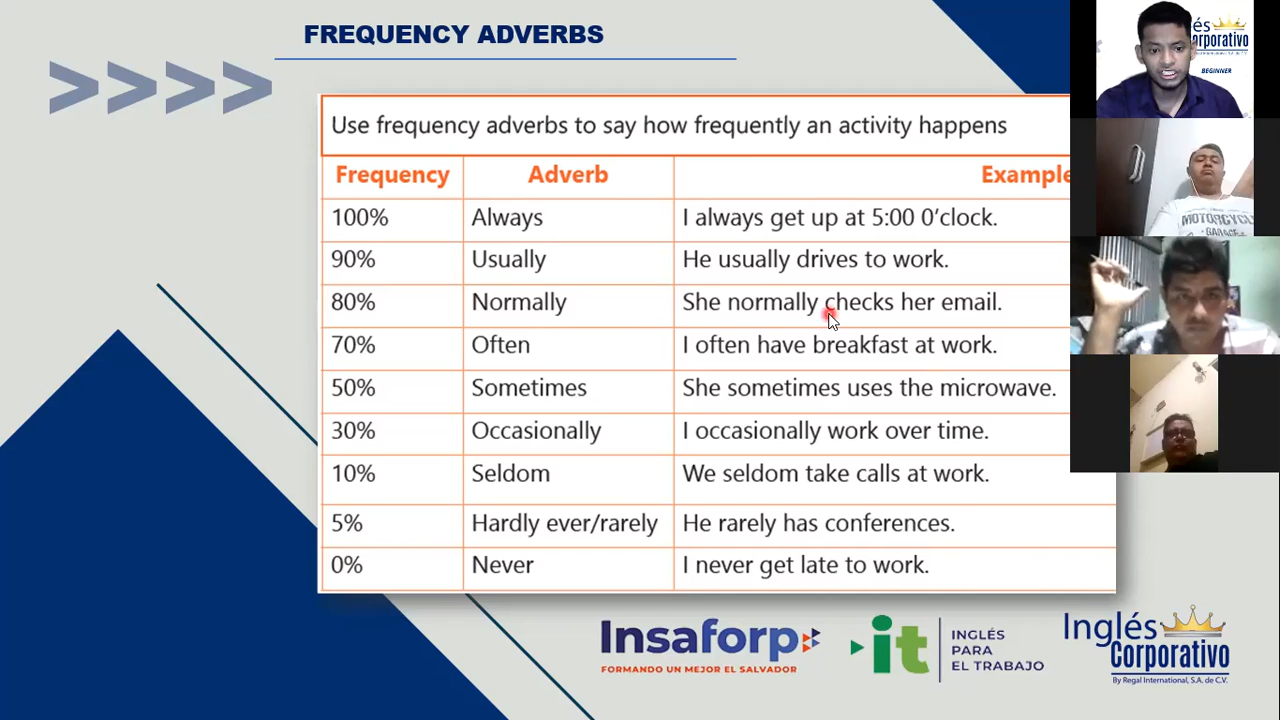 FREQUENCY ADVERBS
Use frequency adverbs to say how frequently an activity happens
Frequency Adverb Example
100% Always I always get up at 5:00 0’clock.
90% Usually He usually drives to work.
80% Normally She normally checks her email.
70% Often I often have breakfast at work.
50% Sometimes She sometimes uses the microwave.
30% Occasionally I occasionally work over time.
10% Seldom We seldom take calls at work.
5% Hardly ever/rarely He rarely has conferences.
0% Never I never get late to work.
Insaforp
FORMANDO UN MEJOR EL SALVADOR
it
INGLÉS
PARA
EL TRABAJO
Inglés
Corporativo
By Regal International, S.A. de C.V.
és
orporativo
BEGINNER
MOTORCYCLE
GARAGE